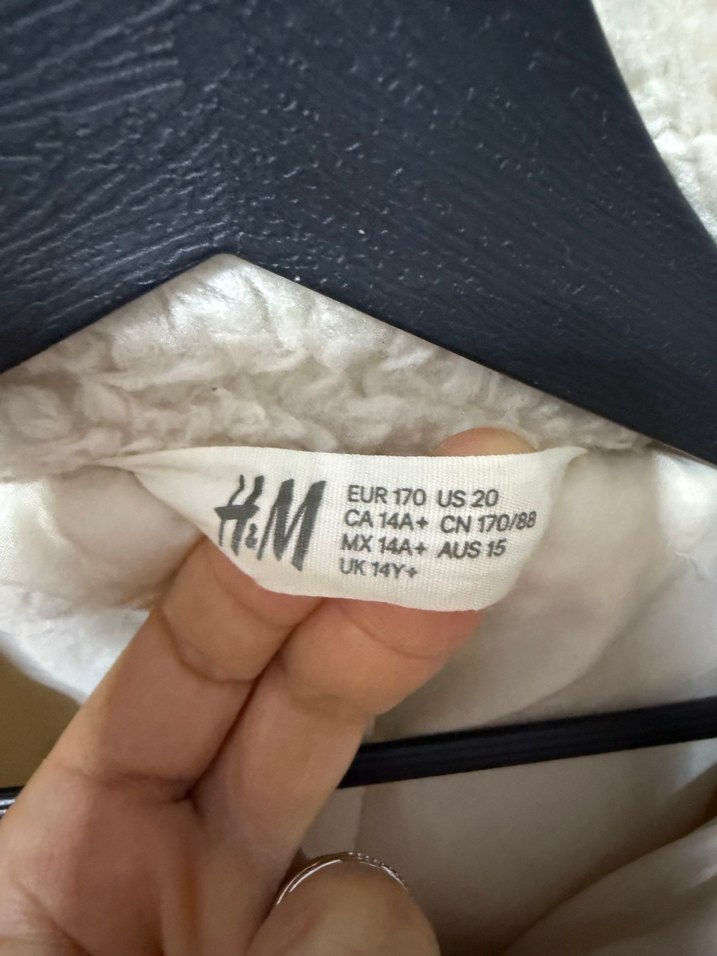 H&M
EUR 170 US 20
CA 14A+ CN 170/88
MX 14A+ AUS 15
UK 14Y+